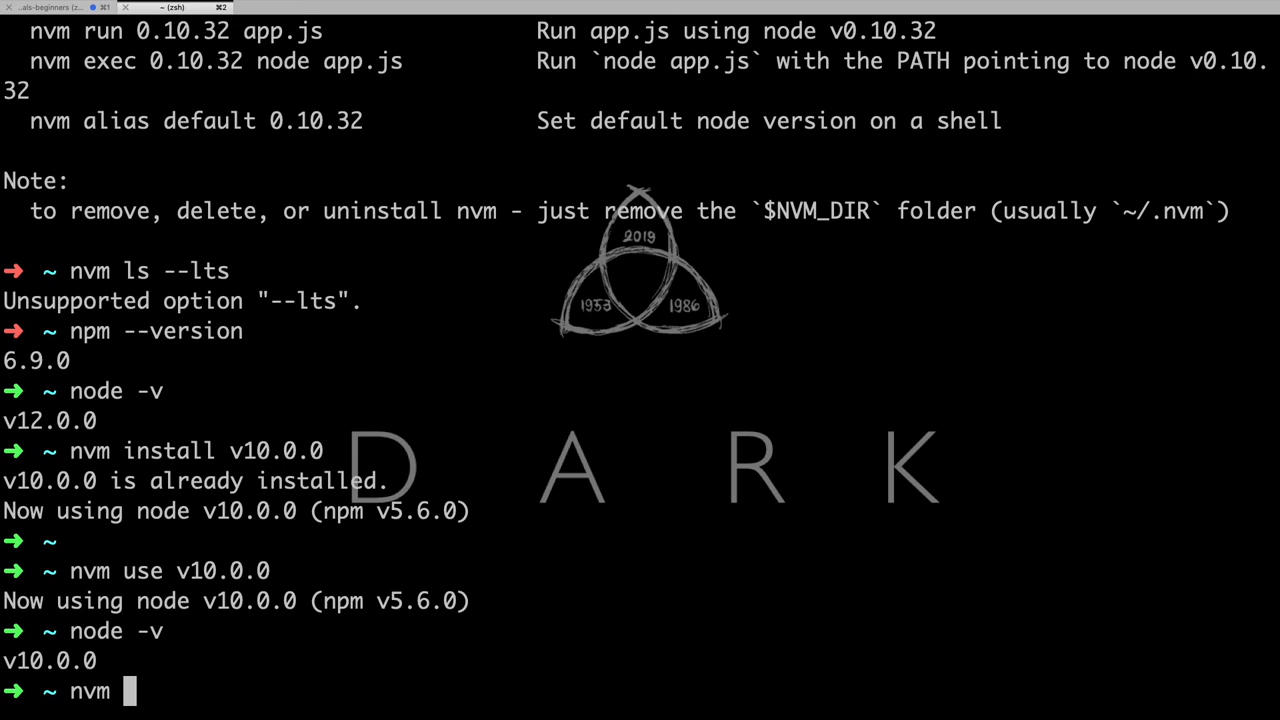 ..als-beginners (z... ⌘1 ~ (zsh) ⌘2
nvm run 0.10.32 app.js Run app.js using node v0.10.32
nvm exec 0.10.32 node app.js Run `node app.js` with the PATH pointing to node v0.10.
32
nvm alias default 0.10.32 Set default node version on a shell
Note:
to remove, delete, or uninstall nvm - just remove the `$NVM_DIR` folder (usually `~/.nvm`)
2019
➜ ~ nvm ls --lts
Unsupported option "--lts".
1953 1986
➜ ~ npm --version
6.9.0
➜ ~ node -v
v12.0.0
➜ ~ nvm install v10.0.0
DARK
v10.0.0 is already installed.
Now using node v10.0.0 (npm v5.6.0)
➜ ~
➜ ~ nvm use v10.0.0
Now using node v10.0.0 (npm v5.6.0)
➜ ~ node -v
v10.0.0
➜ ~ nvm